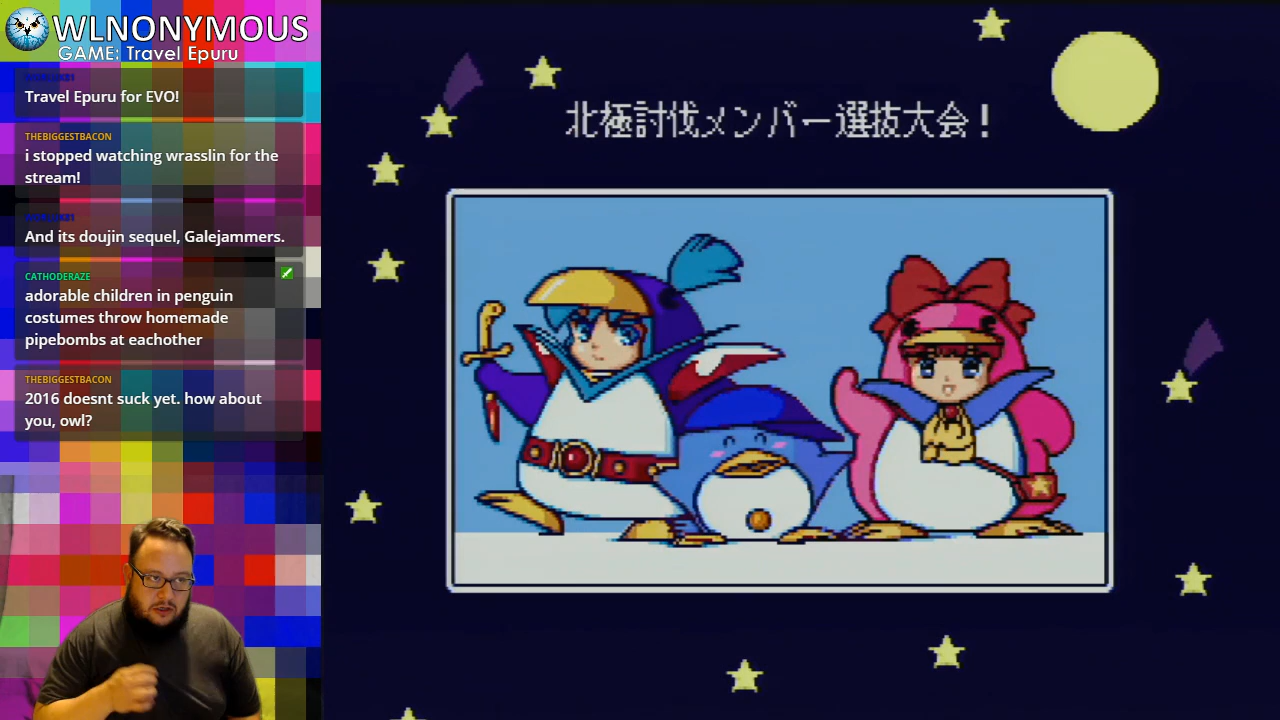 WLNONYMOUS
GAME: Travel Epuru
Travel Epuru for EVO!
THEBIGGESTBACON
i stopped watching wrasslin for the
stream!
And its doujin sequel, Galejammers.
CATHODERAZE
adorable children in penguin
costumes throw homemade
pipebombs at eachother
THEBIGGESTBACON
2016 doesnt suck yet. how about
you, owl?
北極討伐メンバー選抜大会!